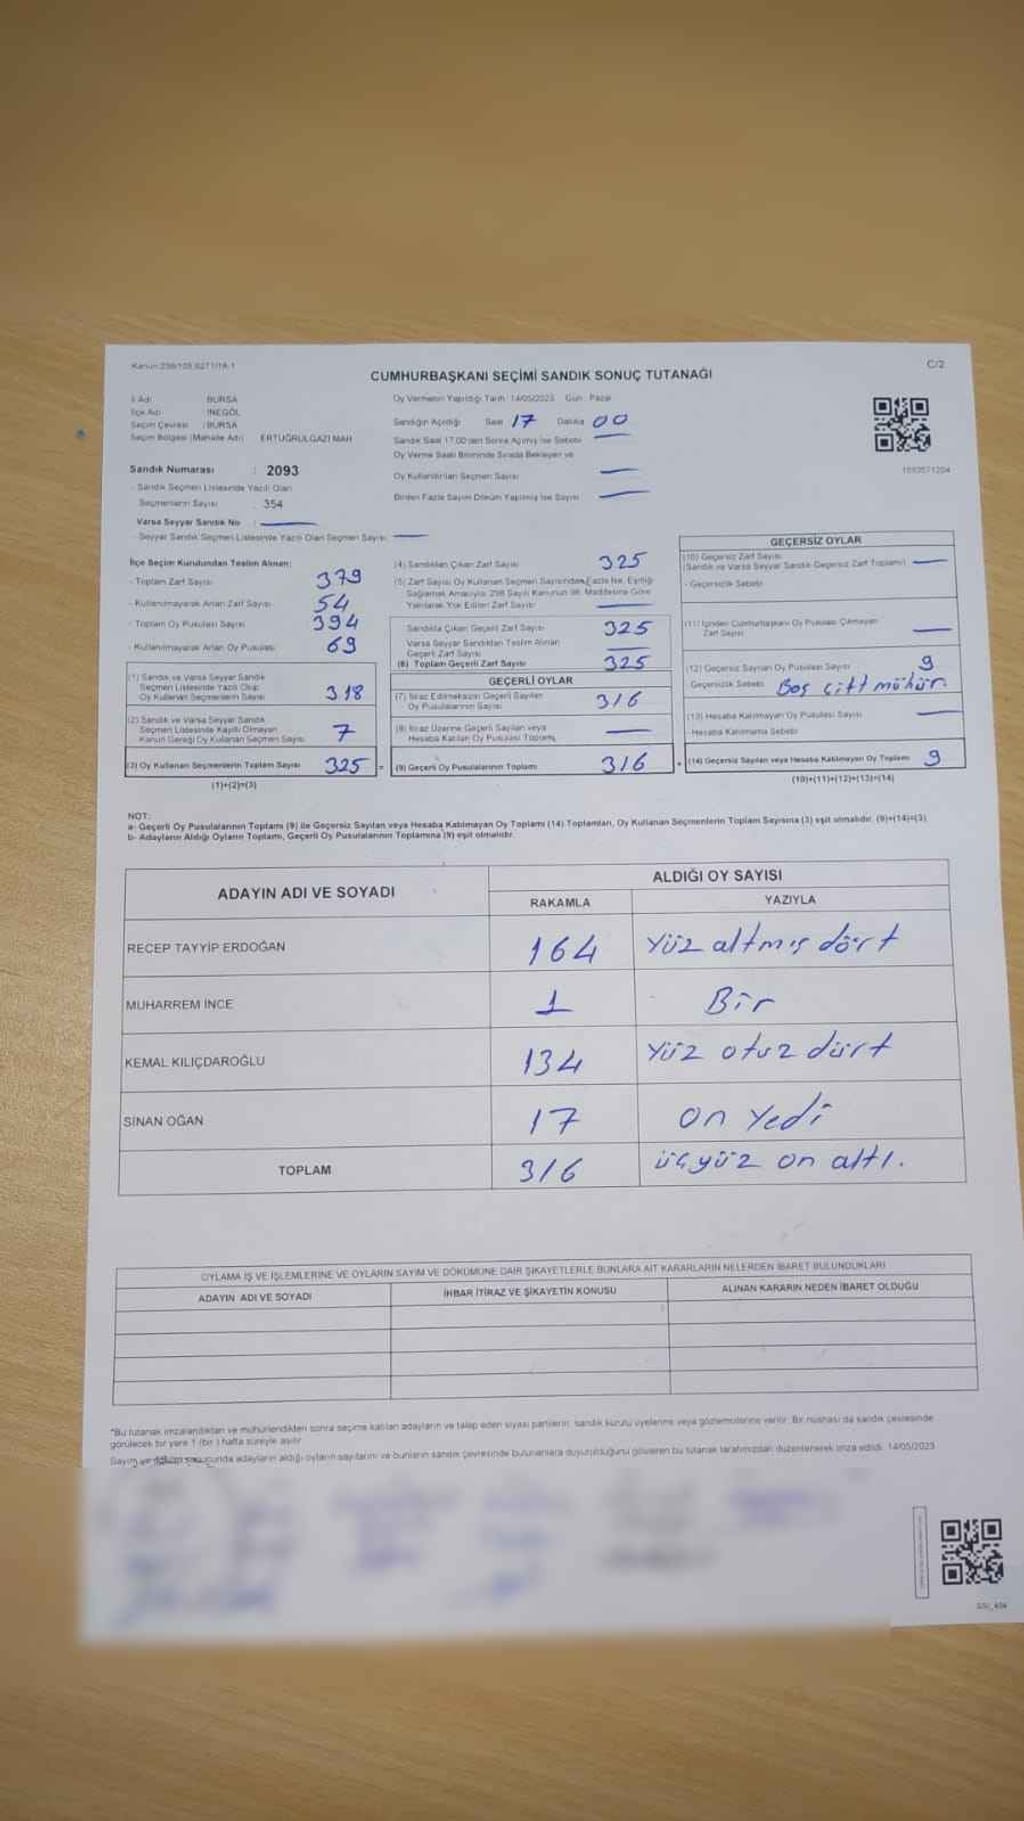 Kanun:298/105,6271/18-1
C/2
CUMHURBAŞKANI SEÇİMİ SANDIK SONUÇ TUTANAĞI
İl Adı : BURSA
İlçe Adı : İNEGÖL
Seçim Çevresi : BURSA
Seçim Bölgesi (Mahalle Adı) ERTUĞRULGAZİ MAH
Sandık Numarası : 2093
- Sandık Seçmen Listesinde Yazılı Olan
Seçmenlerin Sayısı : 354
Varsa Seyyar Sandık No :
- Seyyar Sandık Seçmen Listesinde Yazılı Olan Seçmen Sayısı
Oy Vermenin Yapıldığı Tarih : 14/05/2023 Gün : Pazar
Sandığın Açıldığı Saat 17 Dakika 00
Sandık Saat 17.00'den Sonra Açılmış İse Sebebi
Oy Verme Saati Bitiminde Sırada Bekleyen ve
Oy Kullandırılan Seçmen Sayısı
Birden Fazla Sayım Döküm Yapılmış İse Sayısı
1093571204
İlçe Seçim Kurulundan Teslim Alınan:
- Toplam Zarf Sayısı 379
- Kullanılmayarak Artan Zarf Sayısı 54
- Toplam Oy Pusulası Sayısı 394
- Kullanılmayarak Artan Oy Pusulası 69
(1) Sandık ve Varsa Seyyar Sandık
Seçmen Listesinde Yazılı Olup
Oy Kullanan Seçmenlerin Sayısı 318
(2) Sandık ve Varsa Seyyar Sandık
Seçmen Listesinde Kayıtlı Olmayan
Kanun Gereği Oy Kullanan Seçmen Sayısı 7
(3) Oy Kullanan Seçmenlerin Toplam Sayısı 325 =
(1)+(2)=(3)
(4) Sandıktan Çıkan Zarf Sayısı 325
(5) Zarf Sayısı Oy Kullanan Seçmen Sayısından Fazla İse, Eşitliği
Sağlamak Amacıyla 298 Sayılı Kanunun 98. Maddesine Göre
Yakılarak Yok Edilen Zarf Sayısı
Sandıkta Çıkan Geçerli Zarf Sayısı 325
Varsa Seyyar Sandıktan Teslim Alınan
Geçerli Zarf Sayısı
(6) Toplam Geçerli Zarf Sayısı 325
GEÇERLİ OYLAR
(7) İtiraz Edilmeksizin Geçerli Sayılan
Oy Pusulalarının Sayısı 316
(8) İtiraz Üzerine Geçerli Sayılan veya
Hesaba Katılan Oy Pusulası Toplamı
(9) Geçerli Oy Pusulalarının Toplamı 316 +
GEÇERSİZ OYLAR
(10) Geçersiz Zarf Sayısı
(Sandık ve Varsa Seyyar Sandık Geçersiz Zarf Toplamı)
- Geçersizlik Sebebi
(11) İçinden Cumhurbaşkanı Oy Pusulası Çıkmayan
Zarf Sayısı
(12) Geçersiz Sayılan Oy Pusulası Sayısı 9
Geçersizlik Sebebi Boş çift mühür.
(13) Hesaba Katılmayan Oy Pusulası Sayısı
- Hesaba Katılmama Sebebi
(14) Geçersiz Sayılan veya Hesaba Katılmayan Oy Toplamı 9
(10)+(11)+(12)+(13)=(14)
NOT:
a- Geçerli Oy Pusulalarının Toplamı (9) ile Geçersiz Sayılan veya Hesaba Katılmayan Oy Toplamı (14) Toplamları, Oy Kullanan Seçmenlerin Toplam Sayısına (3) eşit olmalıdır. (9)+(14)=(3)
b- Adayların Aldığı Oyların Toplamı, Geçerli Oy Pusulalarının Toplamına (9) eşit olmalıdır.
ADAYIN ADI VE SOYADI
ALDIĞI OY SAYISI
RAKAMLA YAZIYLA
RECEP TAYYİP ERDOĞAN 164 Yüz altmış dört
MUHARREM İNCE 1 Bir
KEMAL KILIÇDAROĞLU 134 Yüz otuz dört
SİNAN OĞAN 17 on Yedi
TOPLAM 316 üçyüz on altı.
OYLAMA İŞ VE İŞLEMLERİNE VE OYLARIN SAYIM VE DÖKÜMÜNE DAİR ŞİKAYETLERLE BUNLARA AİT KARARLARIN NELERDEN İBARET BULUNDUKLARI
ADAYIN ADI VE SOYADI İHBAR İTİRAZ VE ŞİKAYETİN KONUSU ALINAN KARARIN NEDEN İBARET OLDUĞU
*Bu tutanak imzalandıktan ve mühürlendikten sonra seçime katılan adayların ve talep eden siyasi partilerin, sandık kurulu üyelerine veya gözlemcilerine verilir. Bir nüshası da sandık çevresinde
görülecek bir yere 1 (bir ) hafta süreyle asılır.
Sayım ve döküm sonucunda adayların aldığı oyların sayılarını ve bunların sandık çevresinde bulunanlara duyurulduğunu gösteren bu tutanak tarafımızdan düzenlenerek imza edildi. 14/05/2023